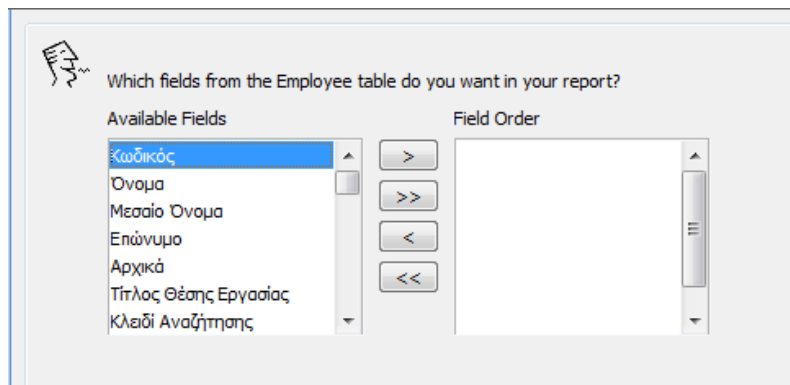 Which fields from the Employee table do you want in your report?
Available Fields
Field Order
Κωδικός
Όνομα
Μεσαίο Όνομα
Επώνυμο
Αρχικά
Τίτλος Θέσης Εργασίας
Κλειδί Αναζήτησης
>
>>
<
<<